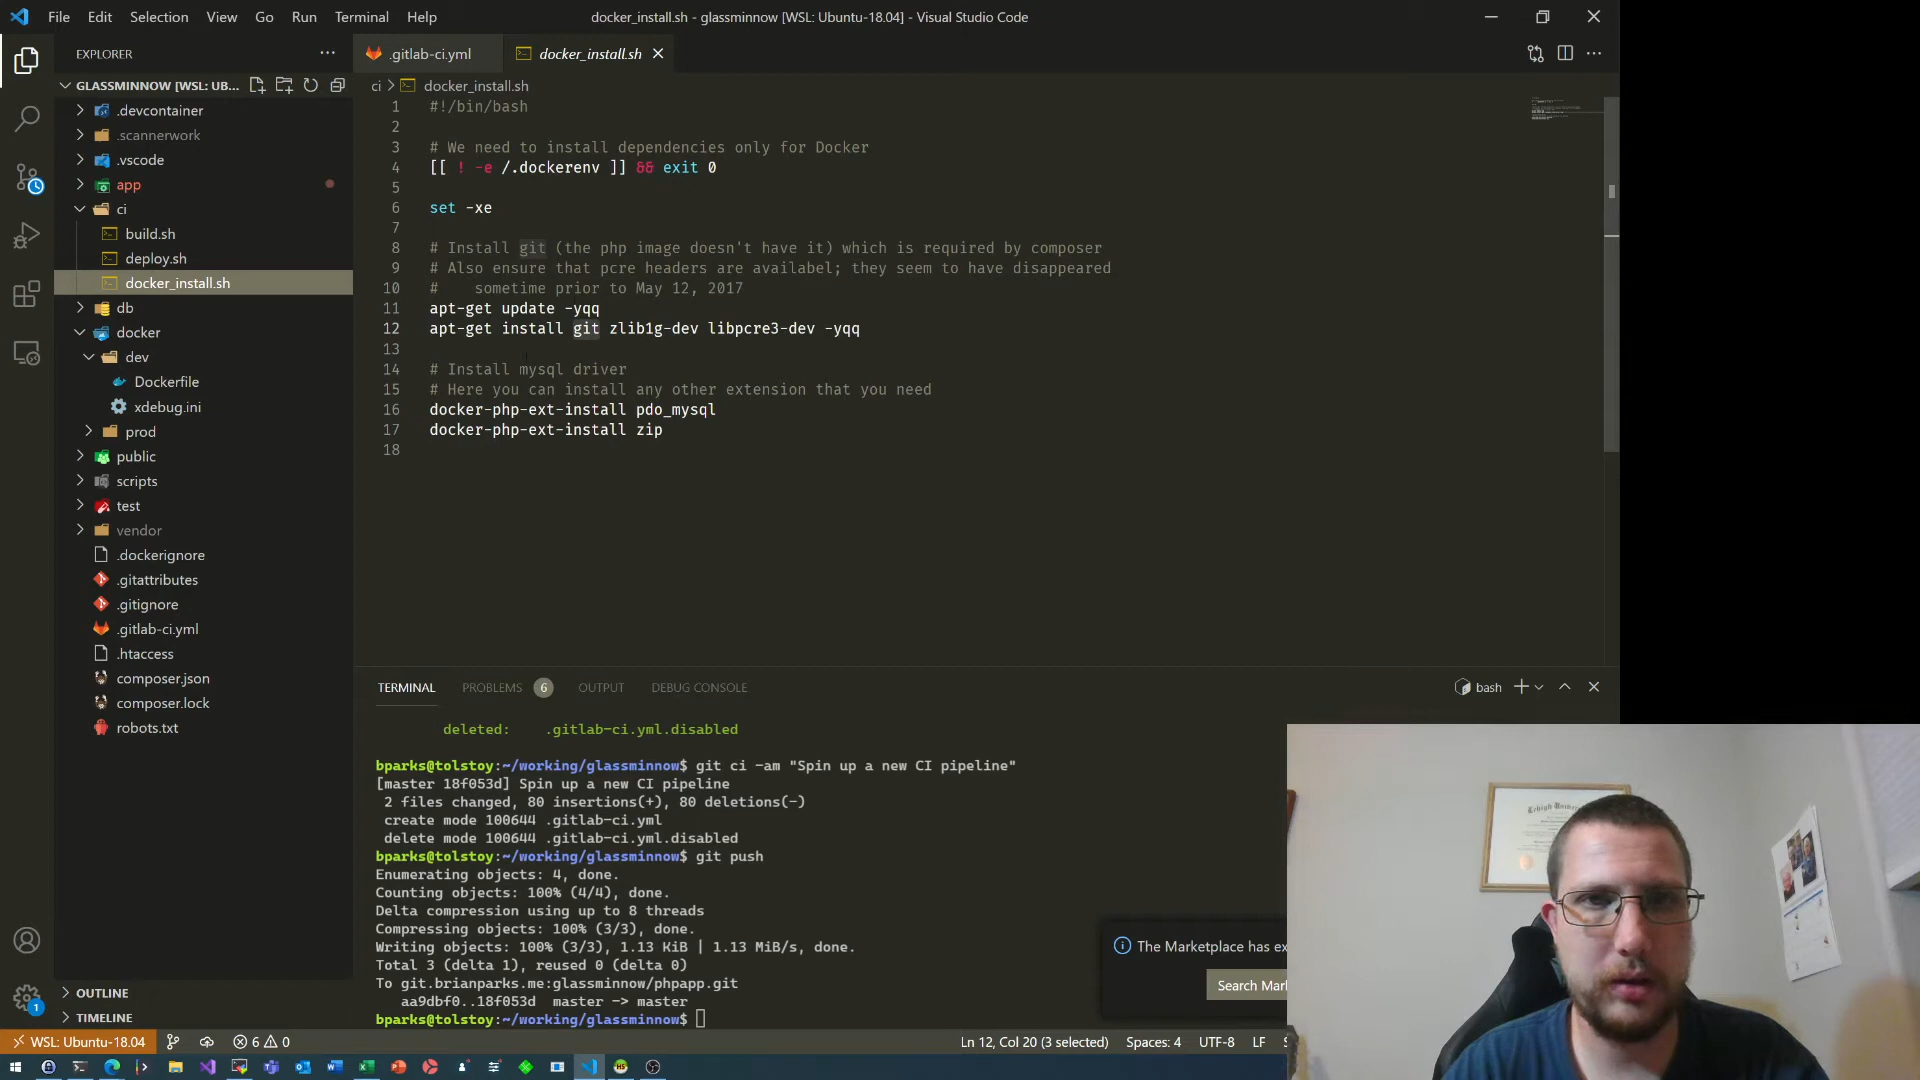 File Edit Selection View Go Run Terminal Help
docker_install.sh - glassminnow [WSL: Ubuntu-18.04] - Visual Studio Code
EXPLORER
GLASSMINNOW [WSL: UB...
.devcontainer
.scannerwork
.vscode
app
ci
build.sh
deploy.sh
docker_install.sh
db
docker
dev
Dockerfile
xdebug.ini
prod
public
scripts
test
vendor
.dockerignore
.gitattributes
.gitignore
.gitlab-ci.yml
.htaccess
composer.json
composer.lock
robots.txt
OUTLINE
TIMELINE
.gitlab-ci.yml docker_install.sh
ci > docker_install.sh
1 #!/bin/bash
2
3 # We need to install dependencies only for Docker
4 [[ ! -e /.dockerenv ]] && exit 0
5
6 set -xe
7
8 # Install git (the php image doesn't have it) which is required by composer
9 # Also ensure that pcre headers are availabel; they seem to have disappeared
10 #    sometime prior to May 12, 2017
11 apt-get update -yqq
12 apt-get install git zlib1g-dev libpcre3-dev -yqq
13
14 # Install mysql driver
15 # Here you can install any other extension that you need
16 docker-php-ext-install pdo_mysql
17 docker-php-ext-install zip
18
TERMINAL PROBLEMS 6 OUTPUT DEBUG CONSOLE
bash
deleted:    .gitlab-ci.yml.disabled
bparks@tolstoy:~/working/glassminnow$ git ci -am "Spin up a new CI pipeline"
[master 18f053d] Spin up a new CI pipeline
2 files changed, 80 insertions(+), 80 deletions(-)
create mode 100644 .gitlab-ci.yml
delete mode 100644 .gitlab-ci.yml.disabled
bparks@tolstoy:~/working/glassminnow$ git push
Enumerating objects: 4, done.
Counting objects: 100% (4/4), done.
Delta compression using up to 8 threads
Compressing objects: 100% (3/3), done.
Writing objects: 100% (3/3), 1.13 KiB | 1.13 MiB/s, done.
Total 3 (delta 1), reused 0 (delta 0)
To git.brianparks.me:glassminnow/phpapp.git
aa9dbf0..18f053d  master -> master
bparks@tolstoy:~/working/glassminnow$
The Marketplace has ex
Search Mar
Lehigh
1
WSL: Ubuntu-18.04 6 0 Ln 12, Col 20 (3 selected) Spaces: 4 UTF-8 LF